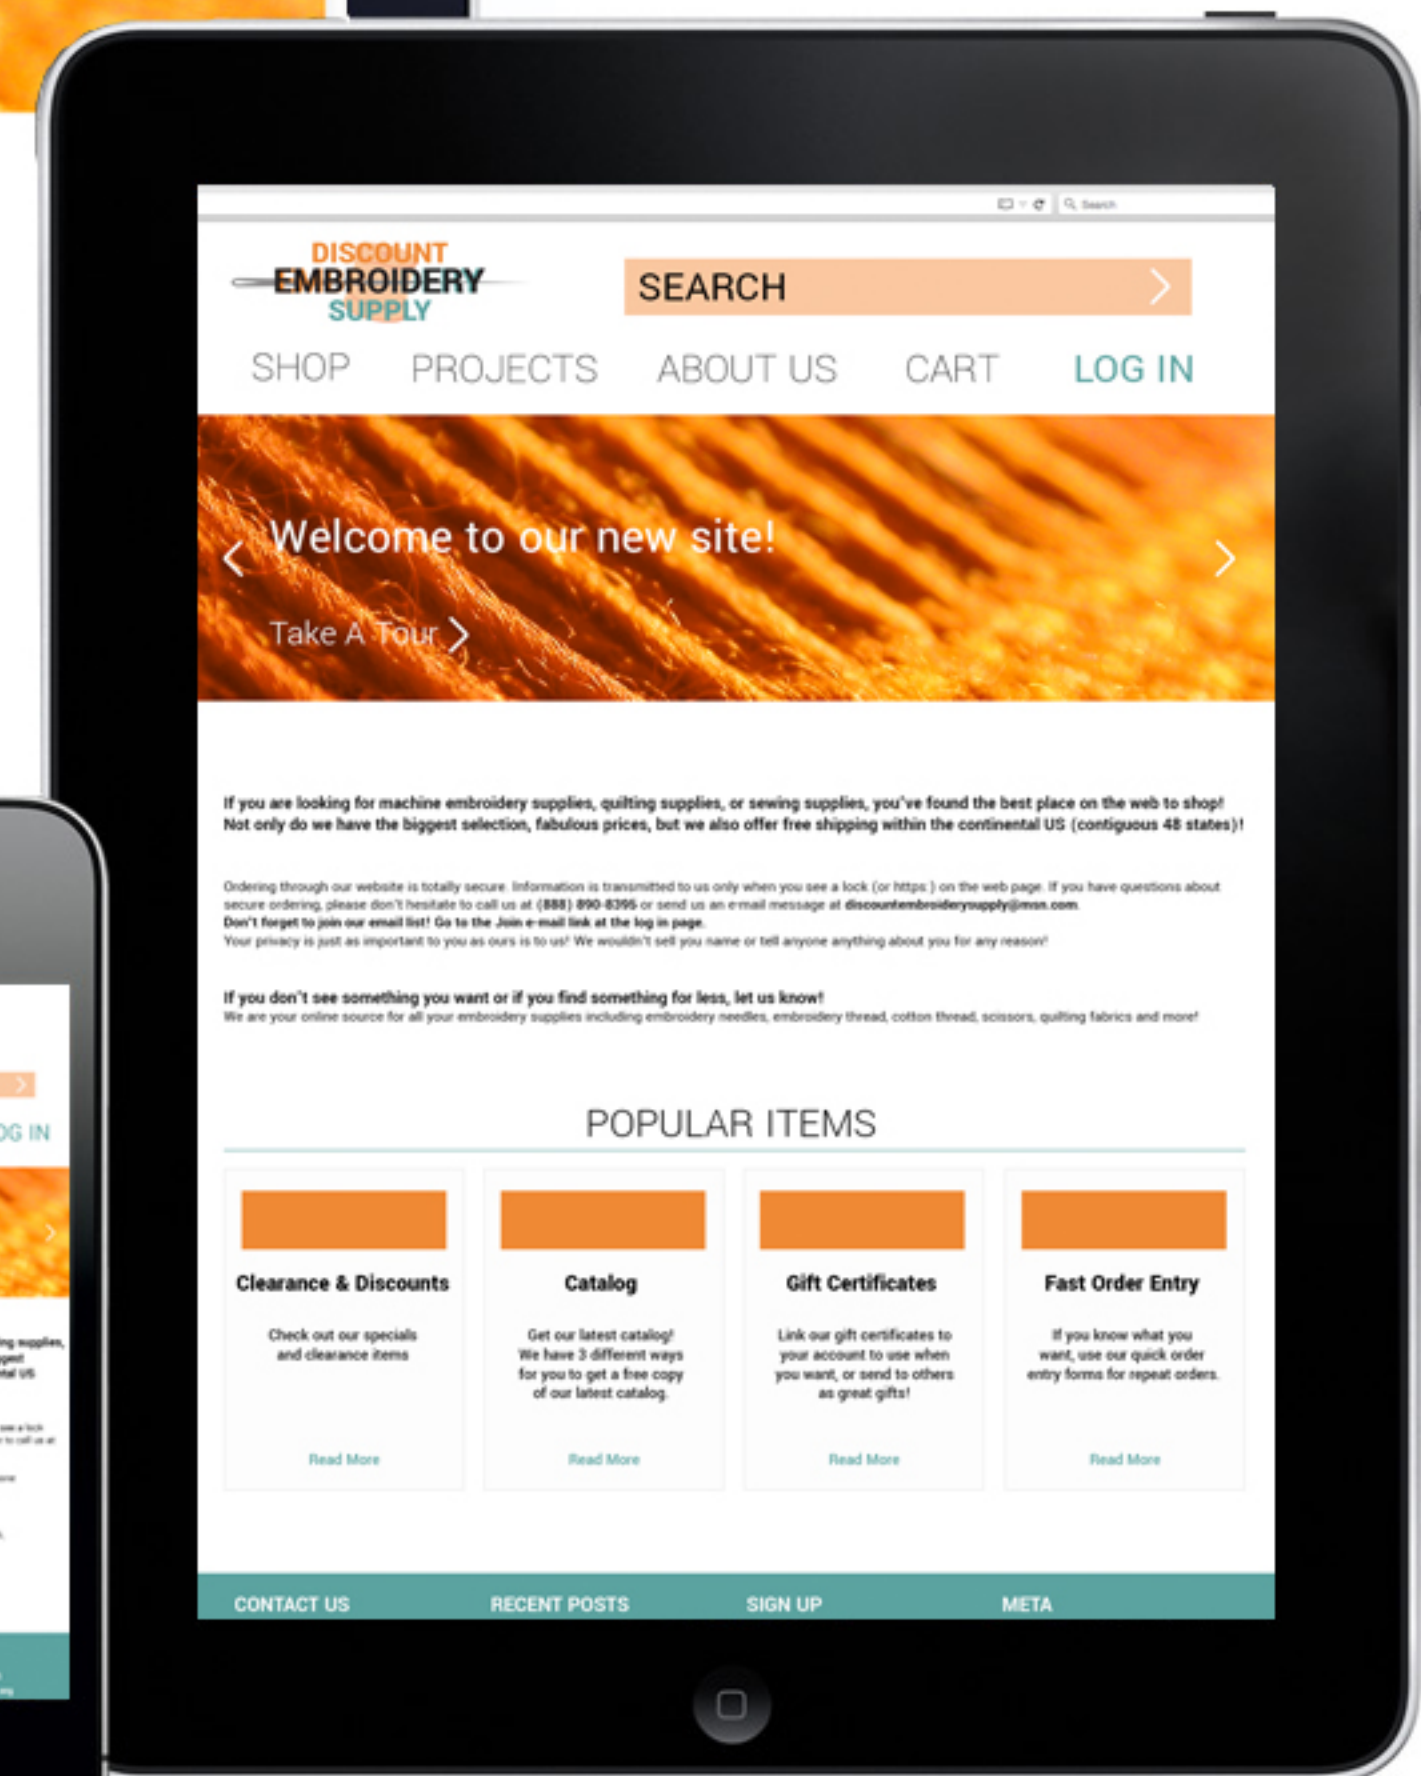 Search
DISCOUNT
EMBROIDERY
SUPPLY
SEARCH
SHOP PROJECTS ABOUT US CART LOG IN
Welcome to our new site!
Take A Tour
If you are looking for machine embroidery supplies, quilting supplies, or sewing supplies, you've found the best place on the web to shop!
Not only do we have the biggest selection, fabulous prices, but we also offer free shipping within the continental US (contiguous 48 states)!
Ordering through our website is totally secure. Information is transmitted to us only when you see a lock (or https:) on the web page. If you have questions about
secure ordering, please don't hesitate to call us at (888) 890-8395 or send us an e-mail message at discountembroiderysupply@msn.com.
Don't forget to join our email list! Go to the Join e-mail link at the log in page.
Your privacy is just as important to you as ours is to us! We wouldn't sell you name or tell anyone anything about you for any reason!
If you don't see something you want or if you find something for less, let us know!
We are your online source for all your embroidery supplies including embroidery needles, embroidery thread, cotton thread, scissors, quilting fabrics and more!
POPULAR ITEMS
Clearance & Discounts
Check out our specials
and clearance items
Read More
Catalog
Get our latest catalog!
We have 3 different ways
for you to get a free copy
of our latest catalog.
Read More
Gift Certificates
Link our gift certificates to
your account to use when
you want, or send to others
as great gifts!
Read More
Fast Order Entry
If you know what you
want, use our quick order
entry forms for repeat orders.
Read More
CONTACT US RECENT POSTS SIGN UP META
OG IN
ng supplies,
ggest
ntal US
see a lock
to call us at